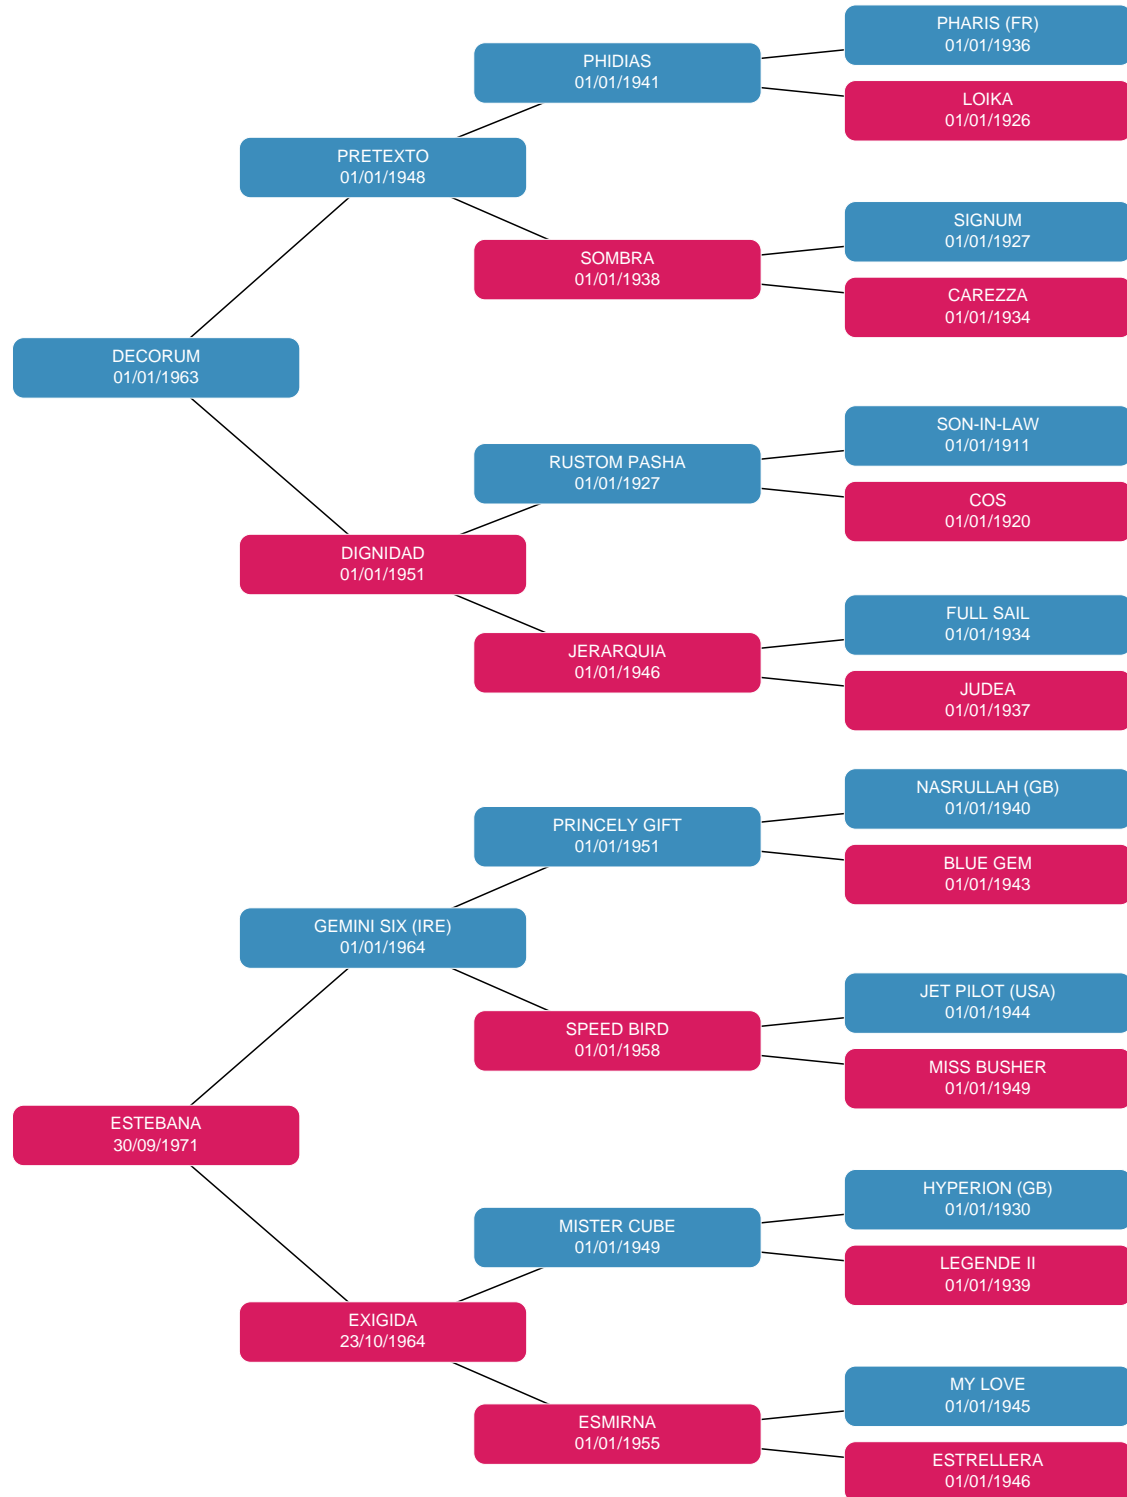 PHARIS (FR)
01/01/1936
PHIDIAS
01/01/1941
LOIKA
01/01/1926
PRETEXTO
01/01/1948
SIGNUM
01/01/1927
SOMBRA
01/01/1938
CAREZZA
01/01/1934
DECORUM
01/01/1963
SON-IN-LAW
01/01/1911
RUSTOM PASHA
01/01/1927
COS
01/01/1920
DIGNIDAD
01/01/1951
FULL SAIL
01/01/1934
JERARQUIA
01/01/1946
JUDEA
01/01/1937
NASRULLAH (GB)
01/01/1940
PRINCELY GIFT
01/01/1951
BLUE GEM
01/01/1943
GEMINI SIX (IRE)
01/01/1964
JET PILOT (USA)
01/01/1944
SPEED BIRD
01/01/1958
MISS BUSHER
01/01/1949
ESTEBANA
30/09/1971
HYPERION (GB)
01/01/1930
MISTER CUBE
01/01/1949
LEGENDE II
01/01/1939
EXIGIDA
23/10/1964
MY LOVE
01/01/1945
ESMIRNA
01/01/1955
ESTRELLERA
01/01/1946